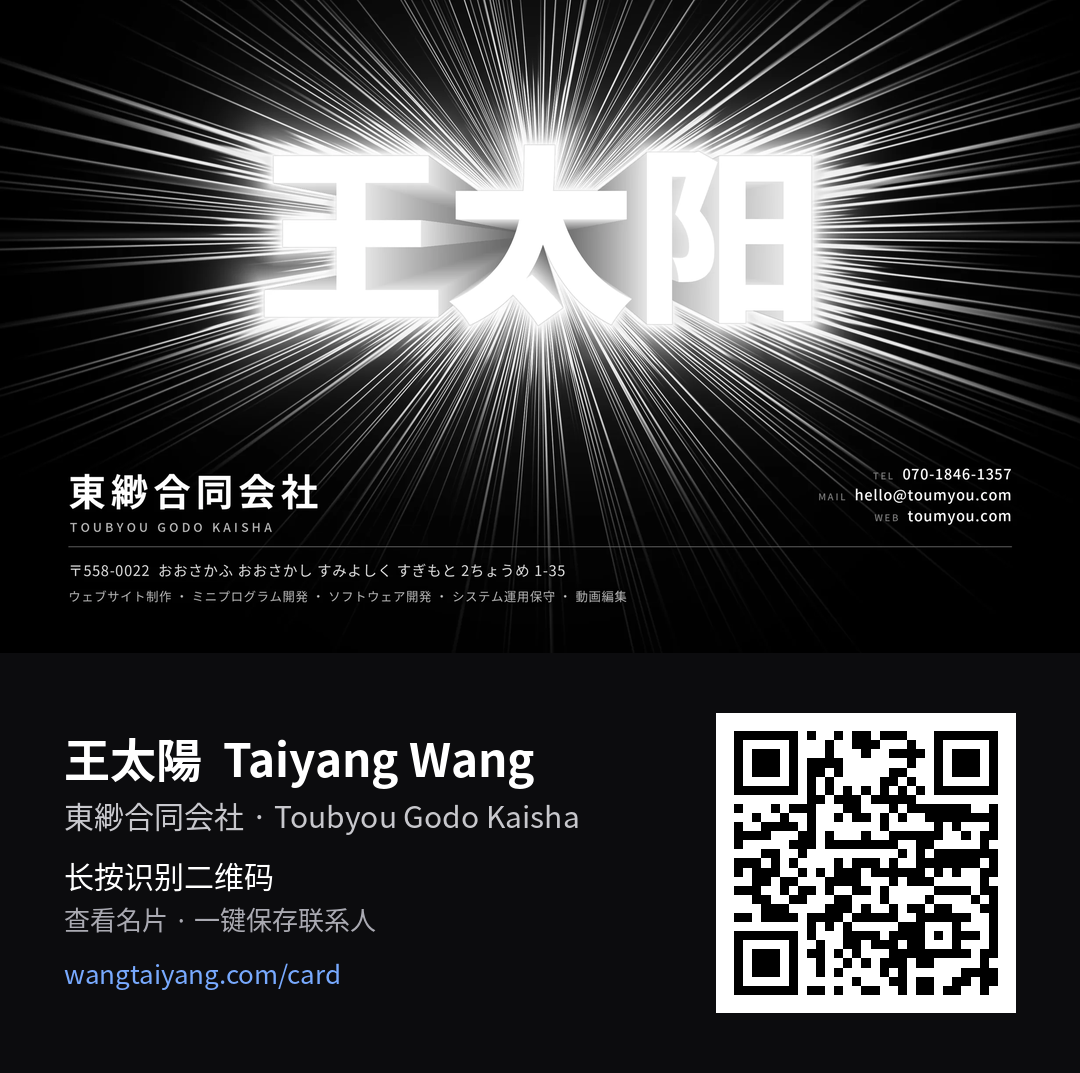 王太阳
東緲合同会社
TOUBYOU GODO KAISHA
TEL 070-1846-1357
MAIL hello@toumyou.com
WEB toumyou.com
〒558-0022 おおさかふ おおさかし すみよしく すぎもと 2ちょうめ 1-35
ウェブサイト制作 ・ ミニプログラム開発 ・ ソフトウェア開発 ・ システム運用保守 ・ 動画編集
王太陽 Taiyang Wang
東緲合同会社 · Toubyou Godo Kaisha
长按识别二维码
查看名片 · 一键保存联系人
wangtaiyang.com/card